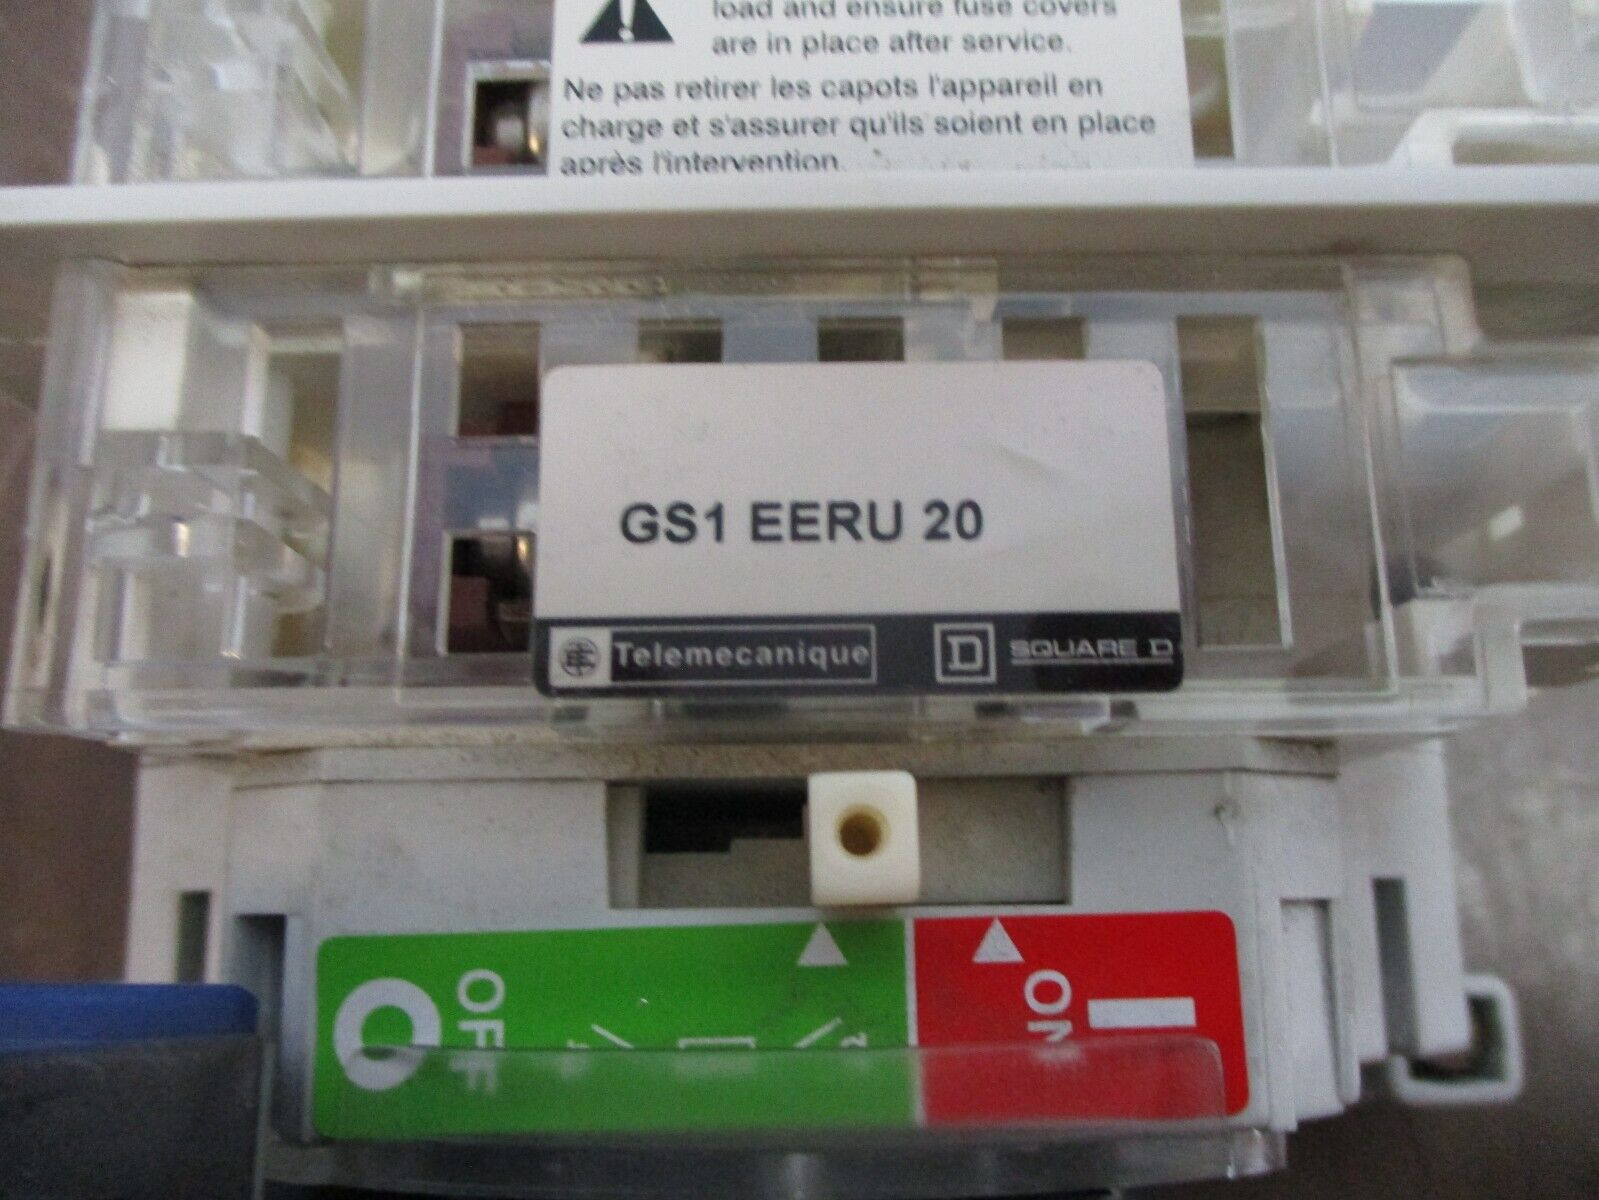 load and ensure fuse covers
are in place after service.
Ne pas retirer les capots l'appareil en
charge et s'assurer qu'ils soient en place
après l'intervention.
GS1 EERU 20
Telemecanique
D SQUARE D
OFF
ON